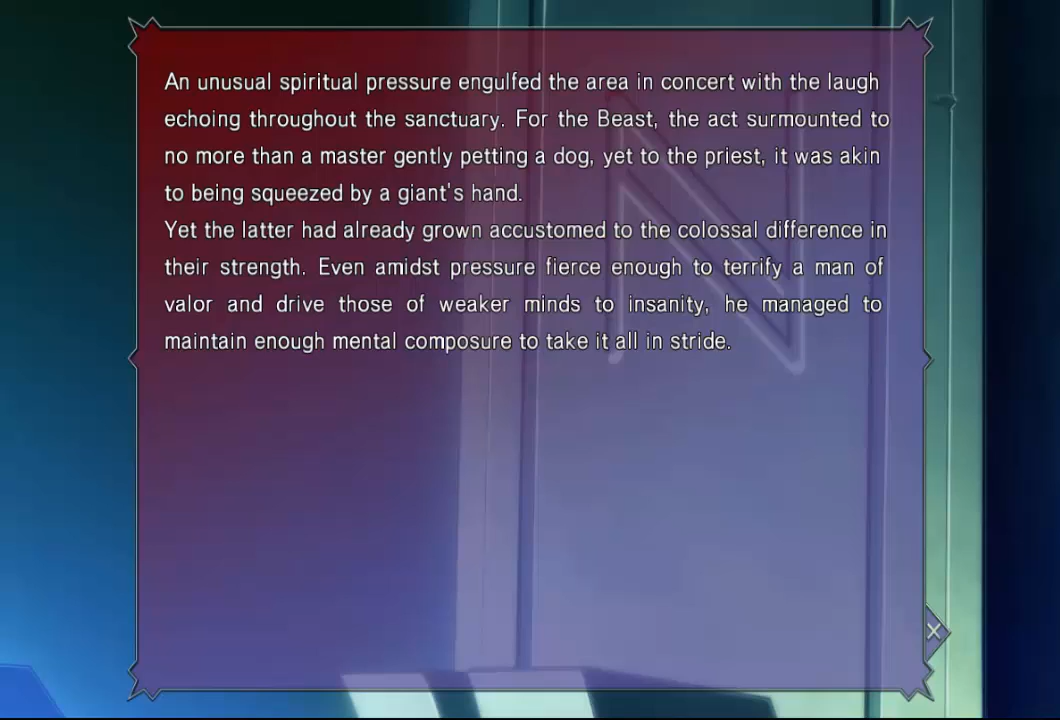 An unusual spiritual pressure engulfed the area in concert with the laugh
echoing throughout the sanctuary. For the Beast, the act surmounted to
no more than a master gently petting a dog, yet to the priest, it was akin
to being squeezed by a giant's hand.
Yet the latter had already grown accustomed to the colossal difference in
their strength. Even amidst pressure fierce enough to terrify a man of
valor and drive those of weaker minds to insanity, he managed to
maintain enough mental composure to take it all in stride.